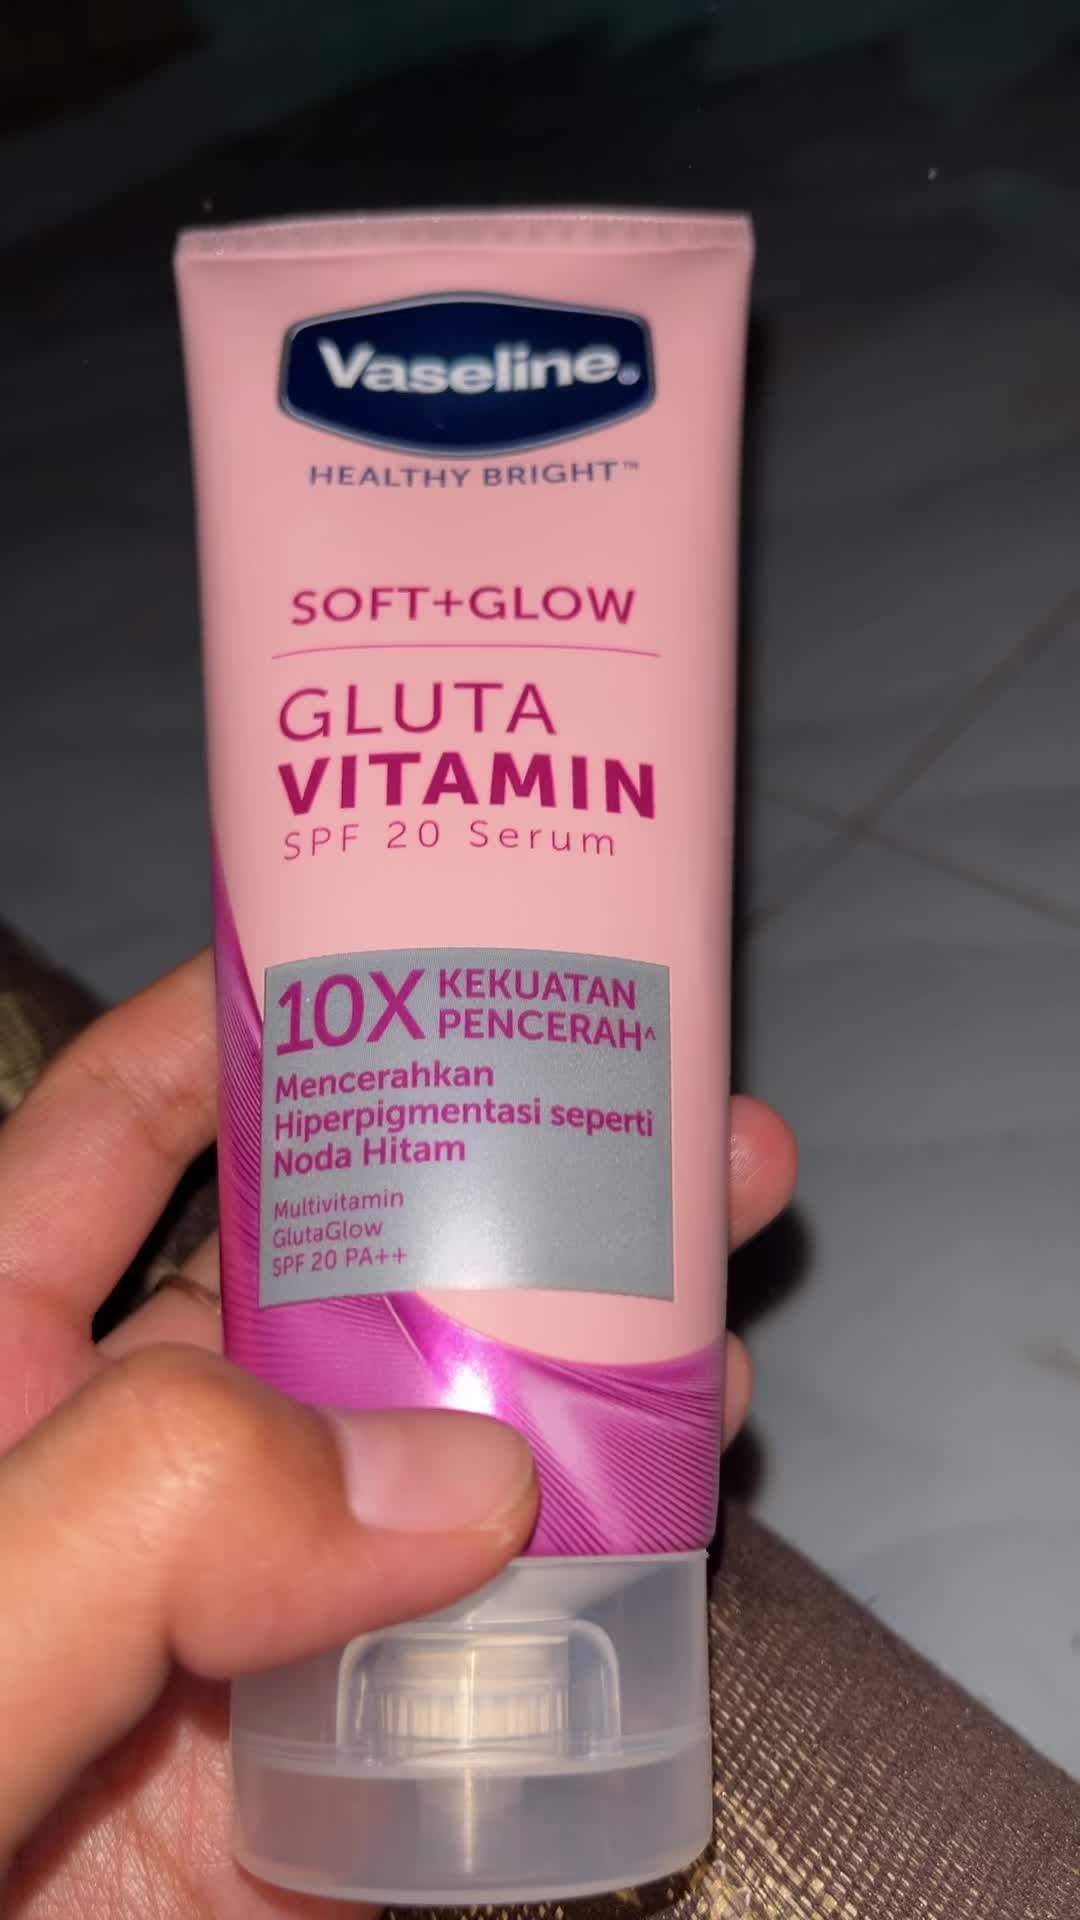 Vaseline®
HEALTHY BRIGHT™
SOFT+GLOW
GLUTA
VITAMIN
SPF 20 Serum
10X KEKUATAN
PENCERAH^
Mencerahkan
Hiperpigmentasi seperti
Noda Hitam
Multivitamin
GlutaGlow
SPF 20 PA++